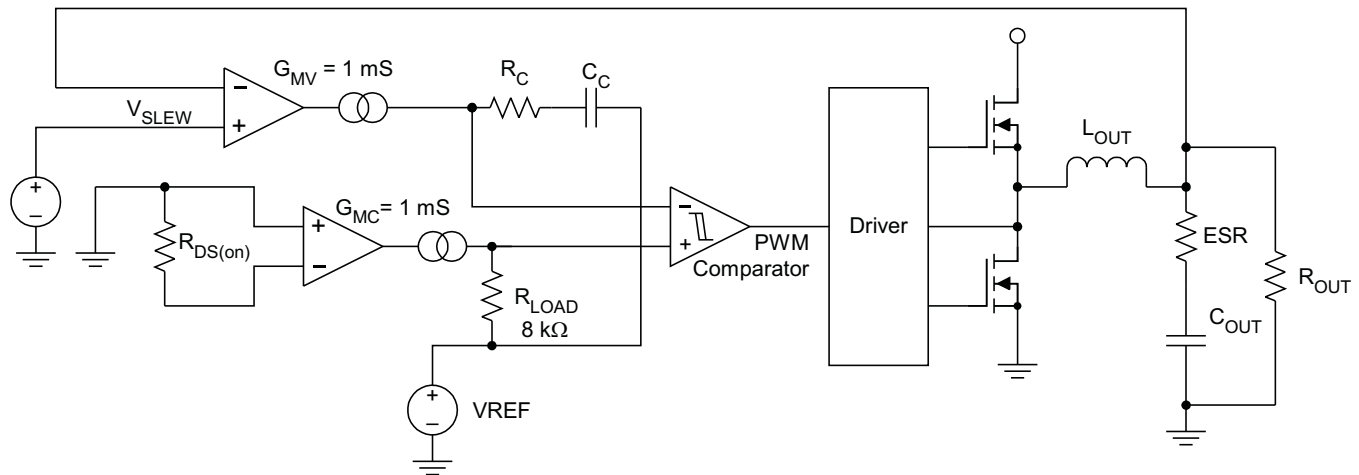 G_MV = 1 mS
R_C
C_C
V_SLEW
−
+
+
−
L_OUT
G_MC = 1 mS
+
−
R_DS(on)
−
+
PWM
Comparator
Driver
ESR
R_OUT
R_LOAD
8 kΩ
C_OUT
+
−
VREF